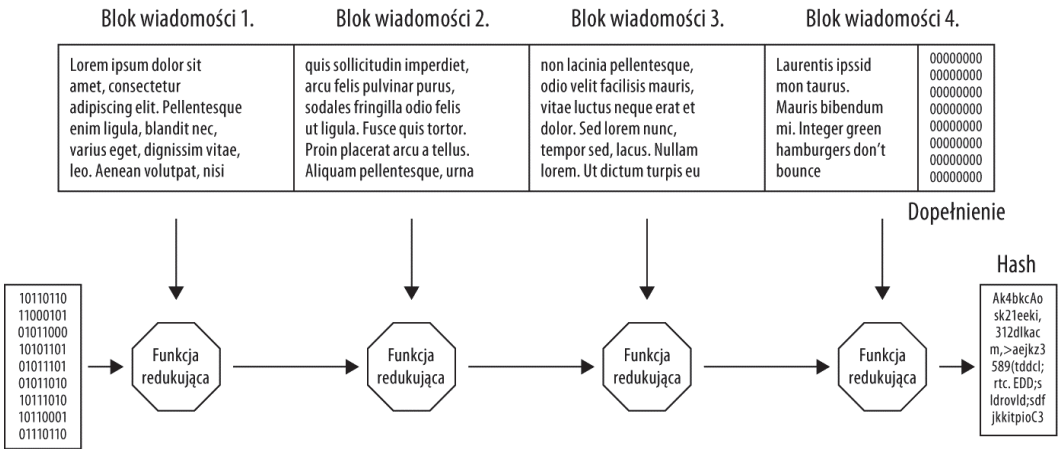 Blok wiadomości 1.
Blok wiadomości 2.
Blok wiadomości 3.
Blok wiadomości 4.
Lorem ipsum dolor sit
amet, consectetur
adipiscing elit. Pellentesque
enim ligula, blandit nec,
varius eget, dignissim vitae,
leo. Aenean volutpat, nisi
quis sollicitudin imperdiet,
arcu felis pulvinar purus,
sodales fringilla odio felis
ut ligula. Fusce quis tortor.
Proin placerat arcu a tellus.
Aliquam pellentesque, urna
non lacinia pellentesque,
odio velit facilisis mauris,
vitae luctus neque erat et
dolor. Sed lorem nunc,
tempor sed, lacus. Nullam
lorem. Ut dictum turpis eu
Laurentis ipssid
mon taurus.
Mauris bibendum
mi. Integer green
hamburgers don't
bounce
00000000
00000000
00000000
00000000
00000000
00000000
00000000
00000000
Dopełnienie
10110110
11000101
01011000
10101101
01011101
01011010
10111010
10110001
01110110
Funkcja
redukująca
Funkcja
redukująca
Funkcja
redukująca
Funkcja
redukująca
Hash
Ak4bkcAo
sk21eeki,
312dlkac
m,>aejkz3
589(tddcl;
rtc. EDD;s
ldrovld;sdf
jkkitpioC3